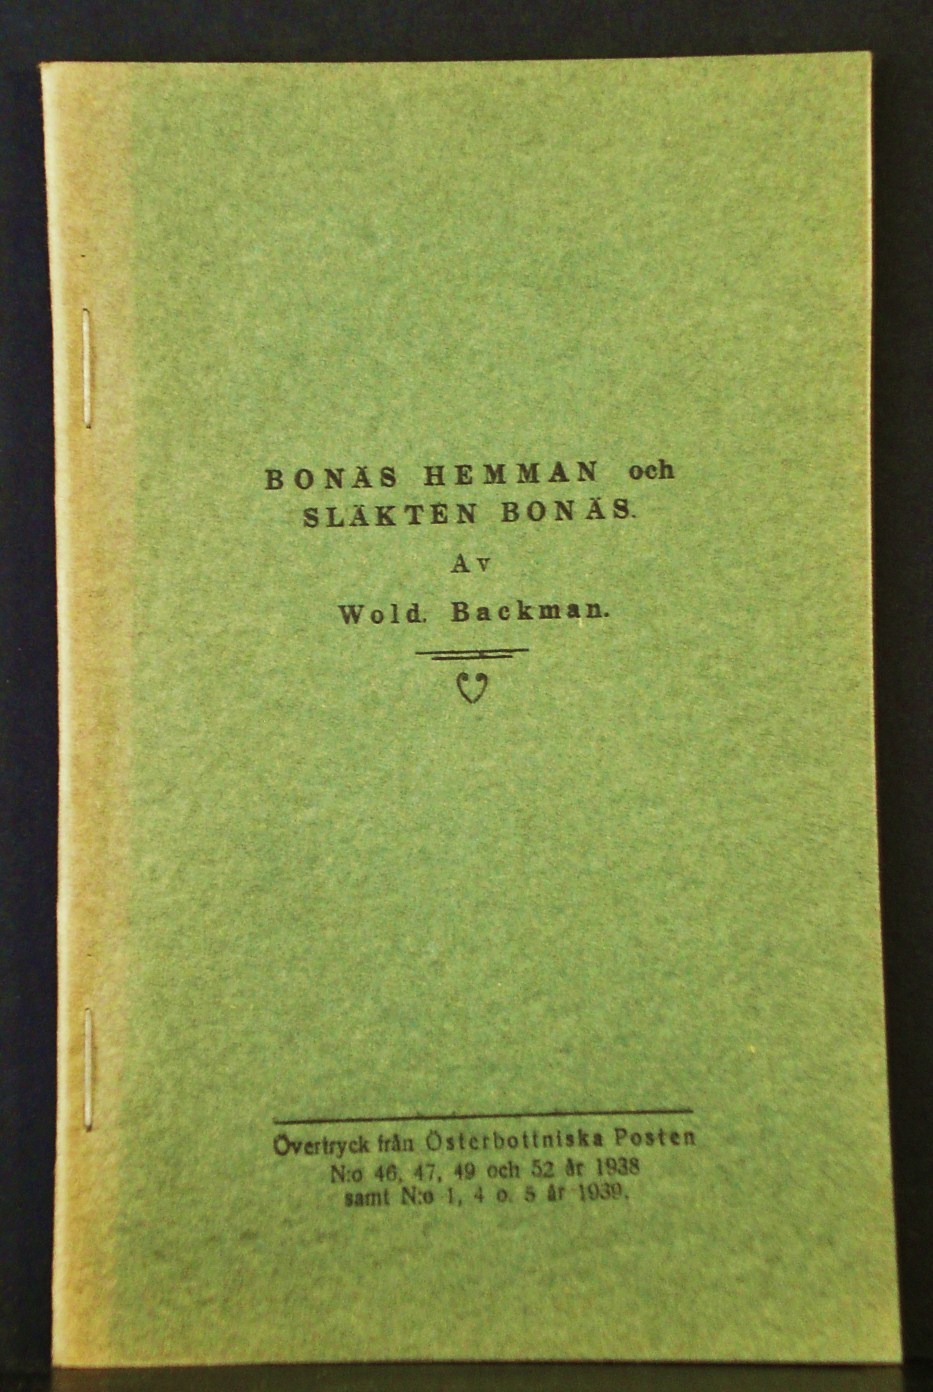 BONÄS HEMMAN och
SLÄKTEN BONÄS.
Av
Wold. Backman.
Övertryck från Österbottniska Posten
N:o 46, 47, 49 och 52 år 1938
samt N:o 1, 4 o. 5 år 1939.